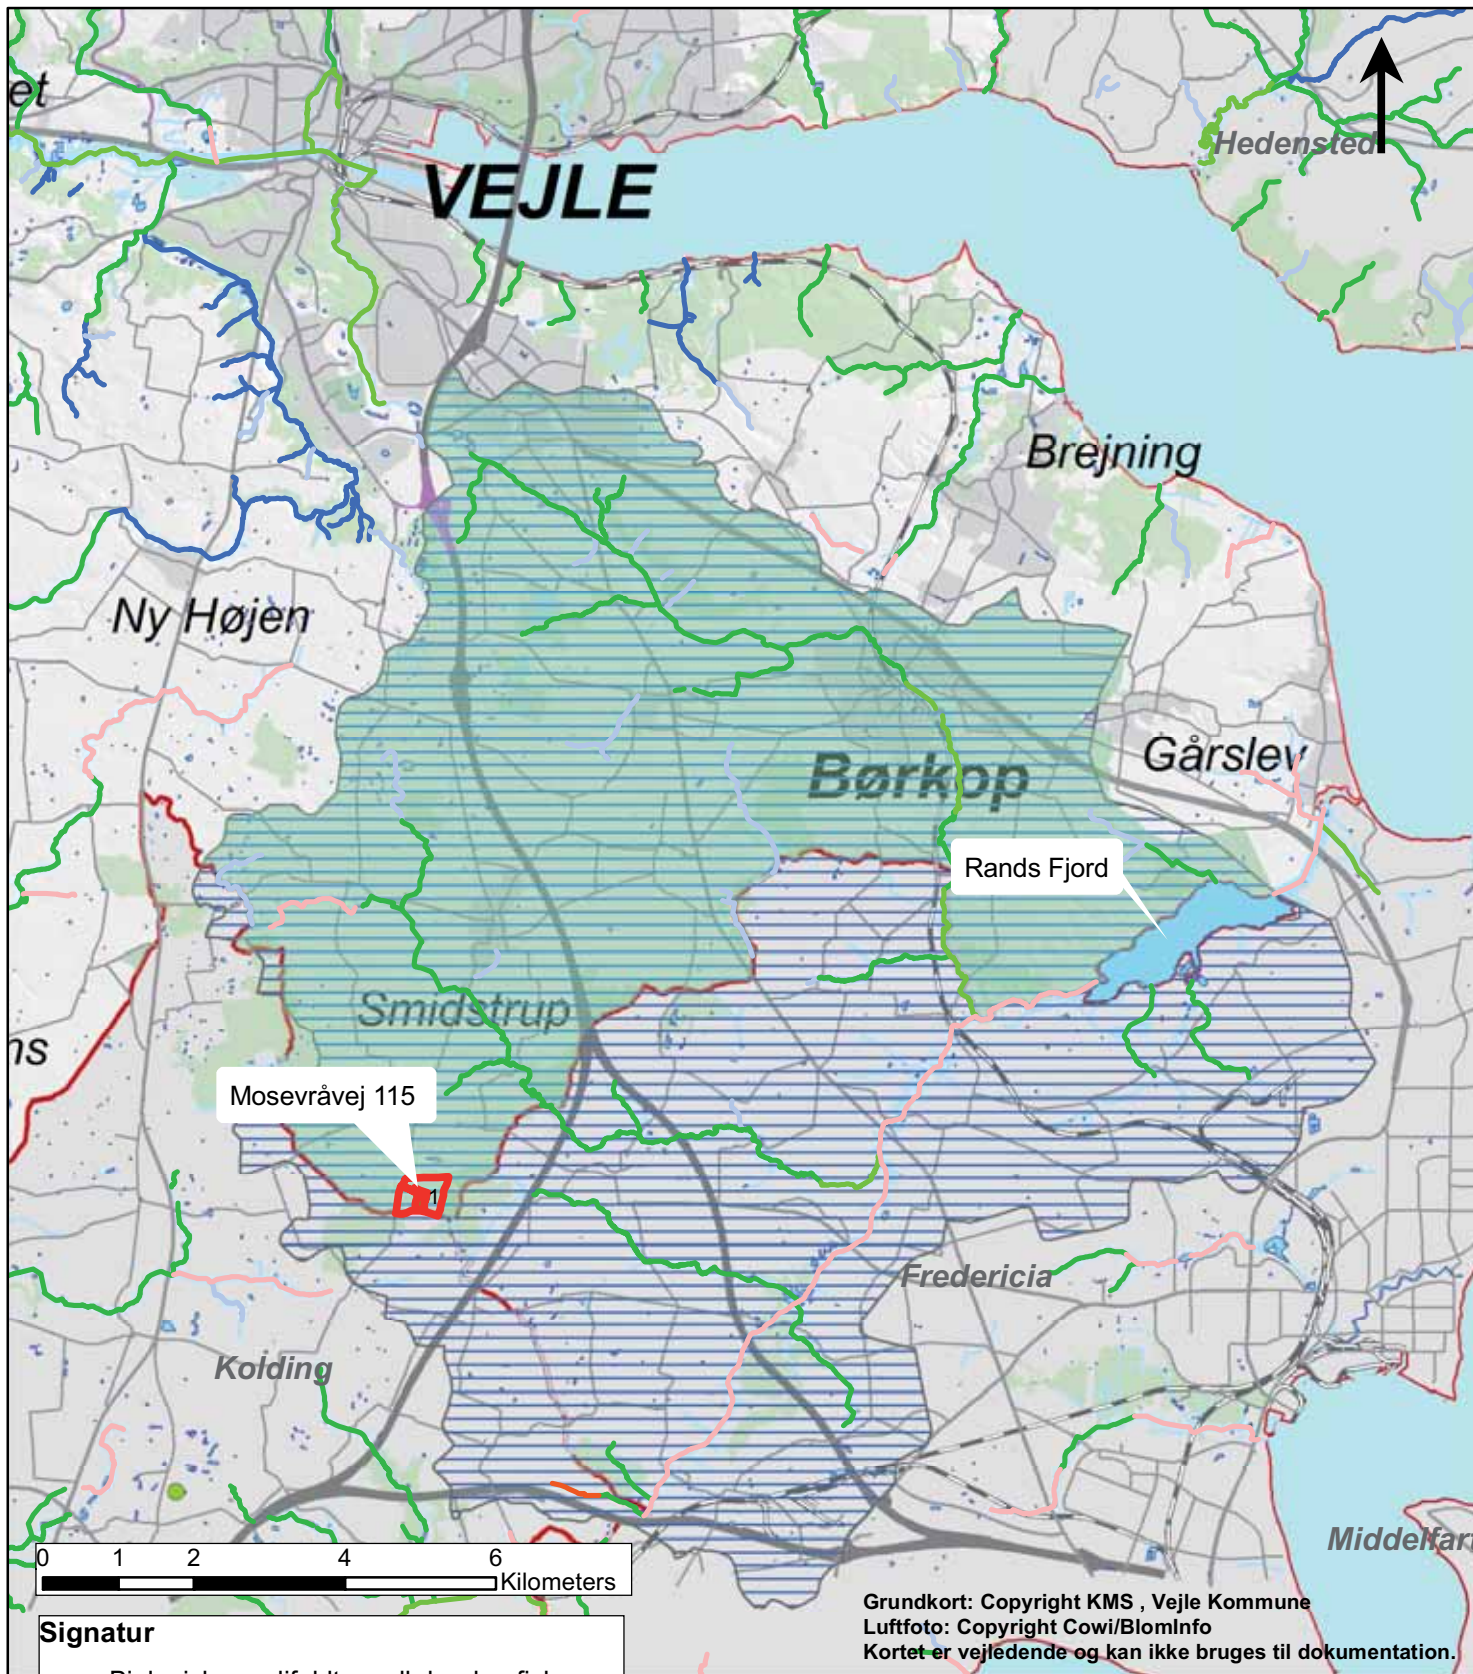 et
Hedensted
VEJLE
Brejning
Ny Højen
Gårslev
Børkop
Rands Fjord
Smidstrup
ns
Mosevråvej 115
1
Fredericia
Kolding
Middelfart
0 1 2 4 6
Kilometers
Grundkort: Copyright KMS , Vejle Kommune
Luftfoto: Copyright Cowi/BlomInfo
Kortet er vejledende og kan ikke bruges til dokumentation.
Signatur